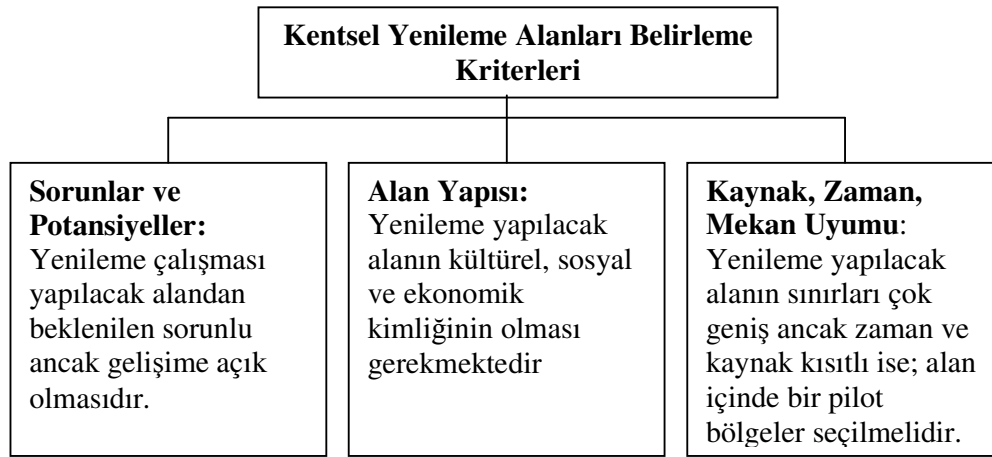 Kentsel Yenileme Alanları Belirleme
Kriterleri
Sorunlar ve
Potansiyeller:
Yenileme çalışması
yapılacak alandan
beklenilen sorunlu
ancak gelişime açık
olmasıdır.
Alan Yapısı:
Yenileme yapılacak
alanın kültürel, sosyal
ve ekonomik
kimliğinin olması
gerekmektedir
Kaynak, Zaman,
Mekan Uyumu:
Yenileme yapılacak
alanın sınırları çok
geniş ancak zaman ve
kaynak kısıtlı ise; alan
içinde bir pilot
bölgeler seçilmelidir.